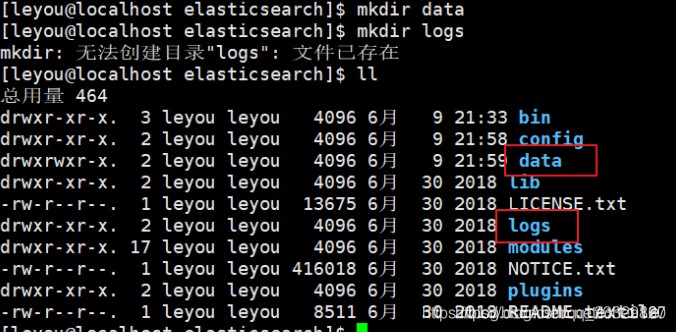 [leyou@localhost elasticsearch]$ mkdir data
[leyou@localhost elasticsearch]$ mkdir logs
mkdir: 无法创建目录"logs": 文件已存在
[leyou@localhost elasticsearch]$ ll
总用量 464
drwxr-xr-x. 3 leyou leyou 4096 6月 9 21:33 bin
drwxr-xr-x. 2 leyou leyou 4096 6月 9 21:58 config
drwxrwxr-x. 2 leyou leyou 4096 6月 9 21:59 data
drwxr-xr-x. 2 leyou leyou 4096 6月 30 2018 lib
-rw-r--r--. 1 leyou leyou 13675 6月 30 2018 LICENSE.txt
drwxr-xr-x. 2 leyou leyou 4096 6月 30 2018 logs
drwxr-xr-x. 17 leyou leyou 4096 6月 30 2018 modules
-rw-r--r--. 1 leyou leyou 416018 6月 30 2018 NOTICE.txt
drwxr-xr-x. 2 leyou leyou 4096 6月 30 2018 plugins
-rw-r--r--. 1 leyou leyou 8511 6月 30 2018 README.textile
[leyou@localhost elasticsearch]$